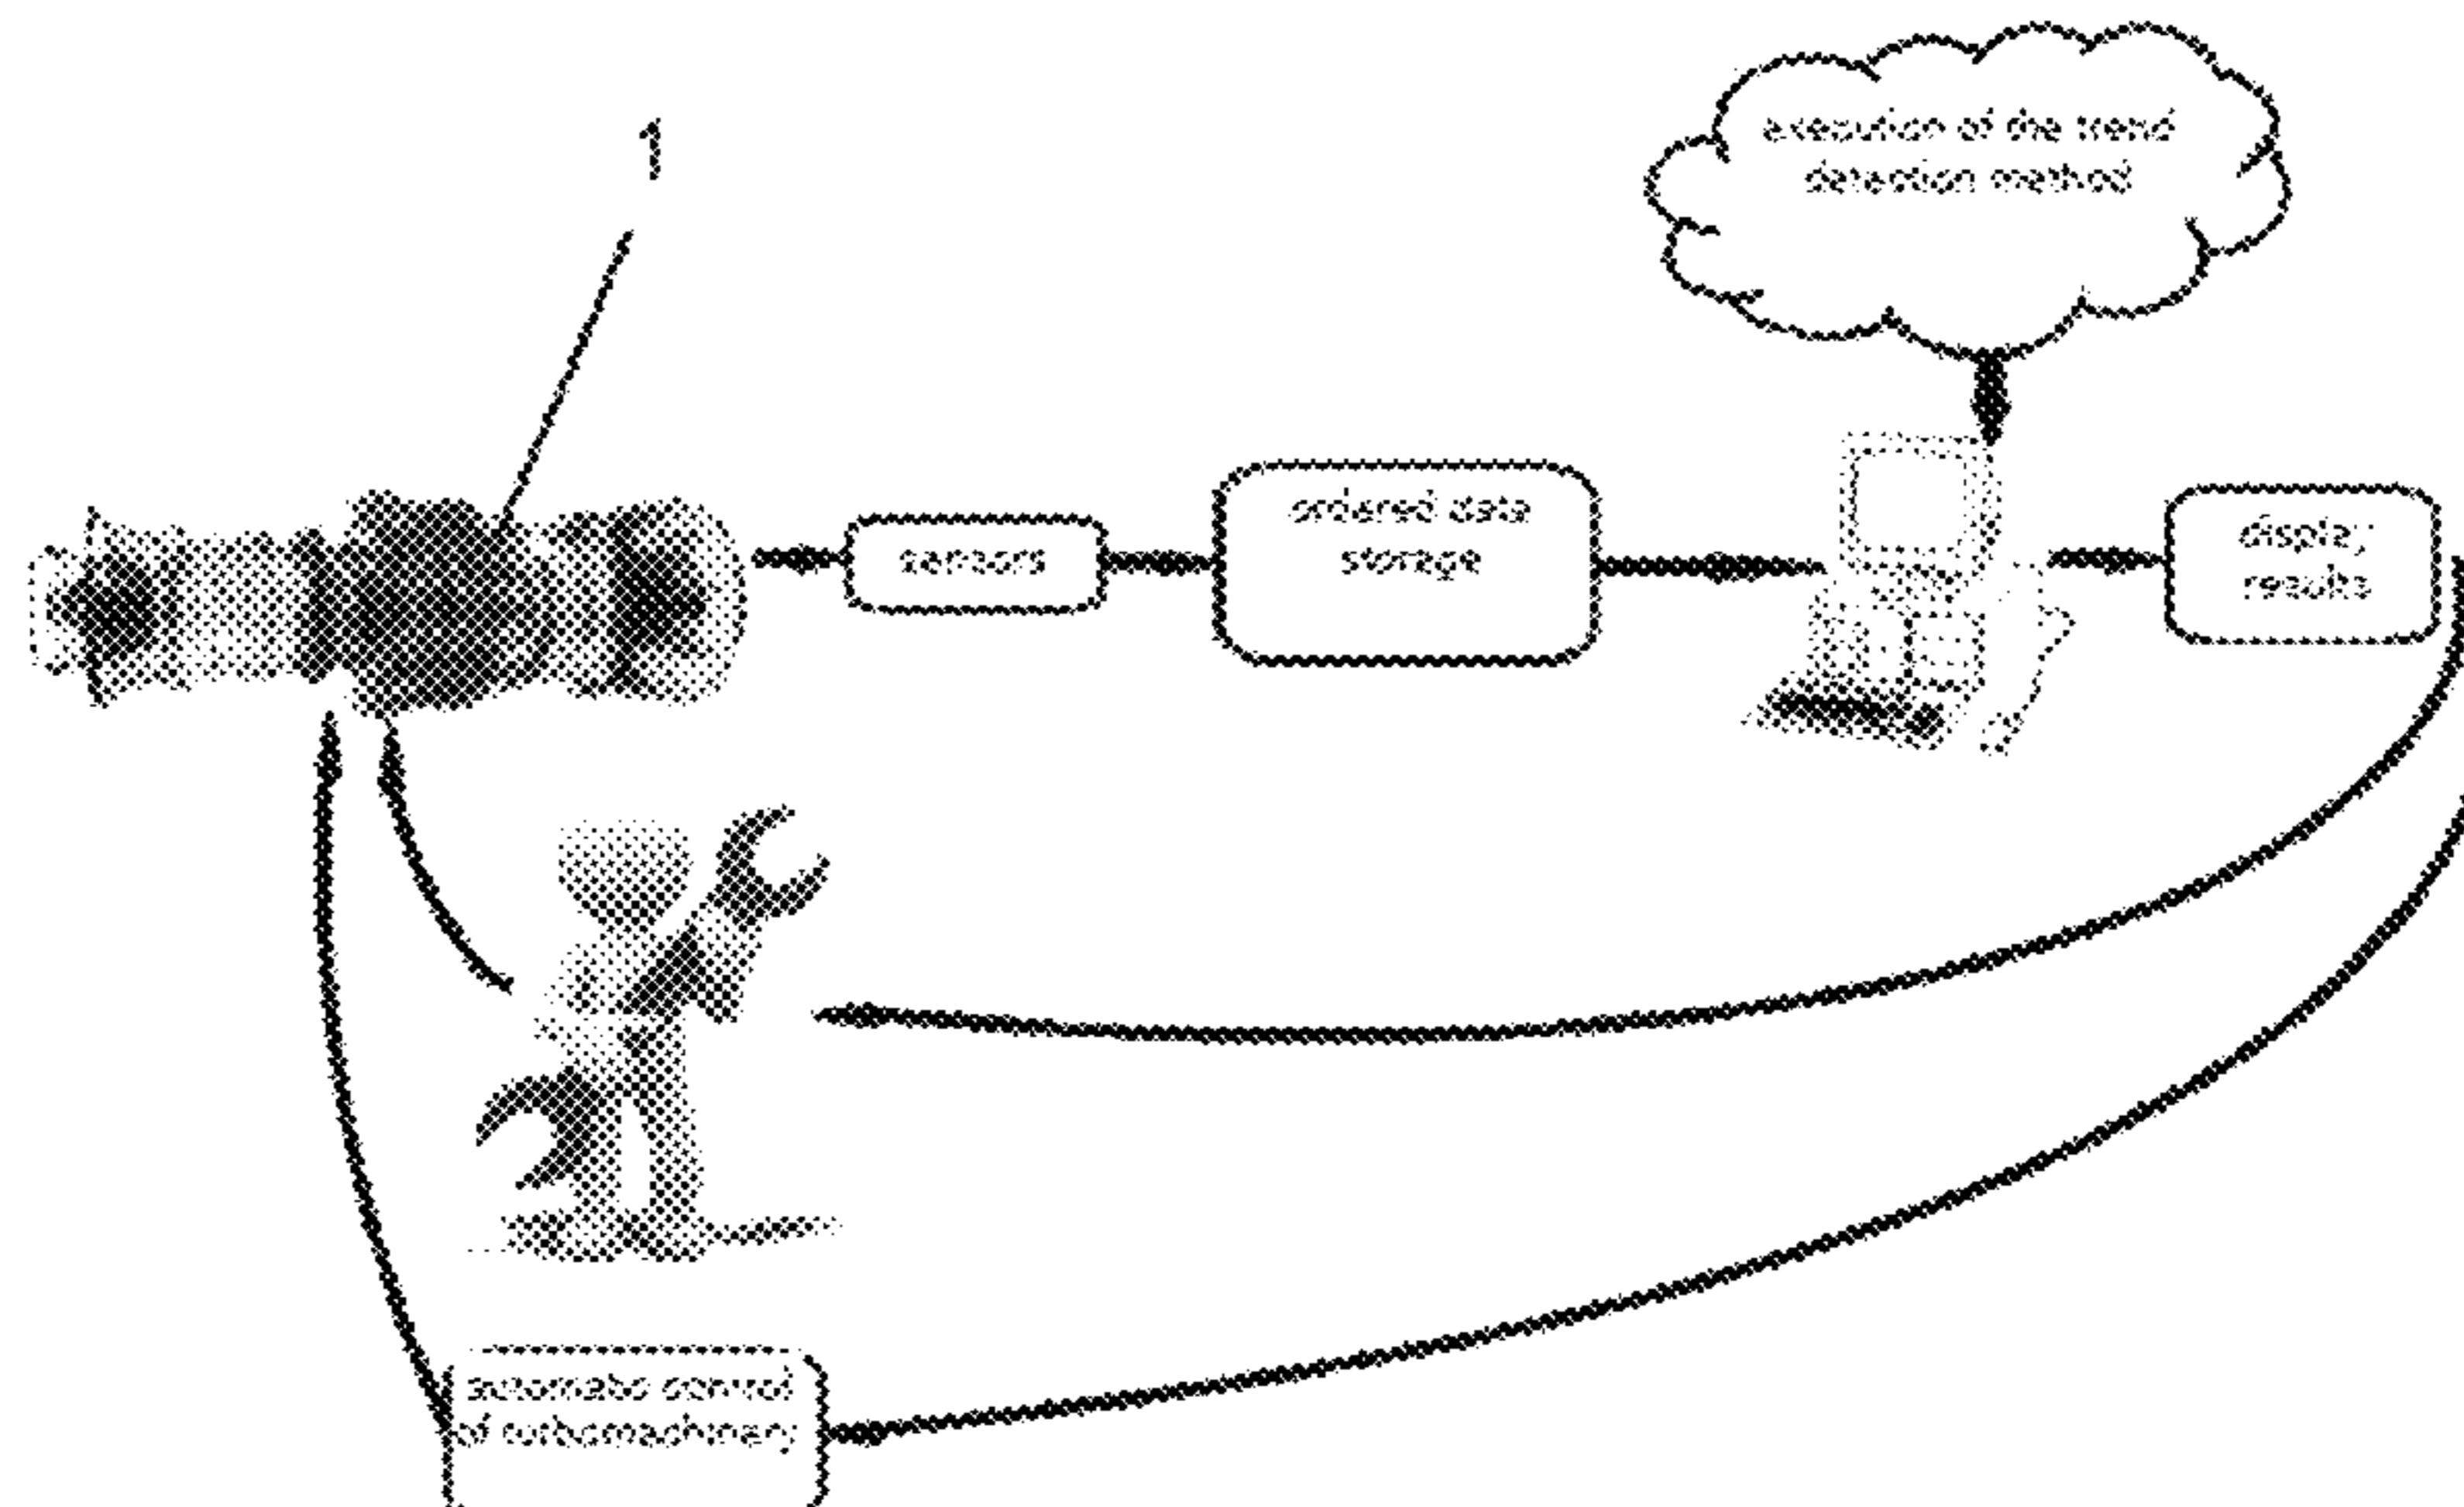 1
execution of the trend
detection method
sensors
ordered data
storage
display
results
automatic control
of turbomachinery